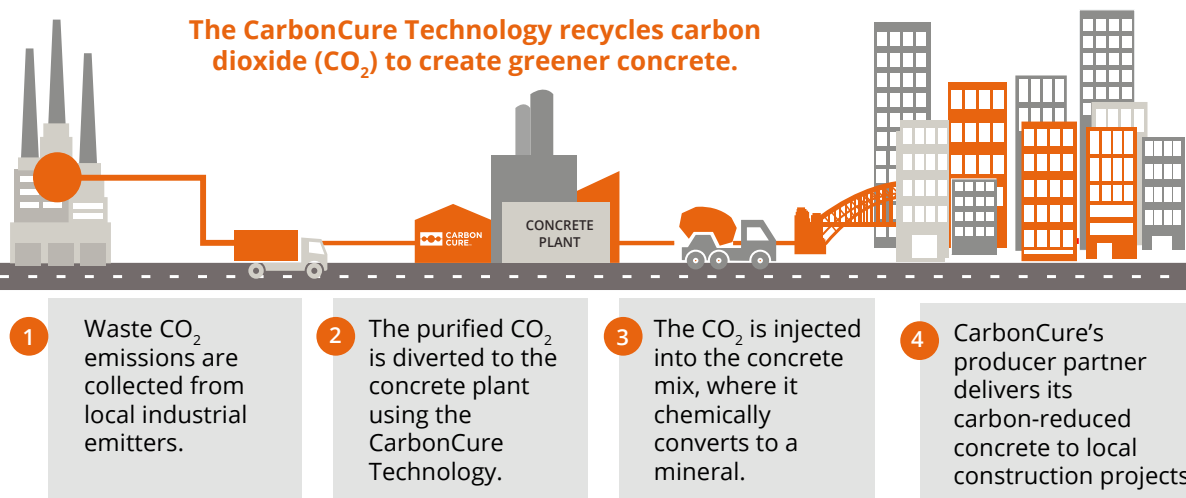 The CarbonCure Technology recycles carbon
dioxide (CO₂) to create greener concrete.
CARBON
CURE™
CONCRETE
PLANT
1
Waste CO₂
emissions are
collected from
local industrial
emitters.
2
The purified CO₂
is diverted to the
concrete plant
using the
CarbonCure
Technology.
3
The CO₂ is injected
into the concrete
mix, where it
chemically
converts to a
mineral.
4
CarbonCure’s
producer partner
delivers its
carbon-reduced
concrete to local
construction projects